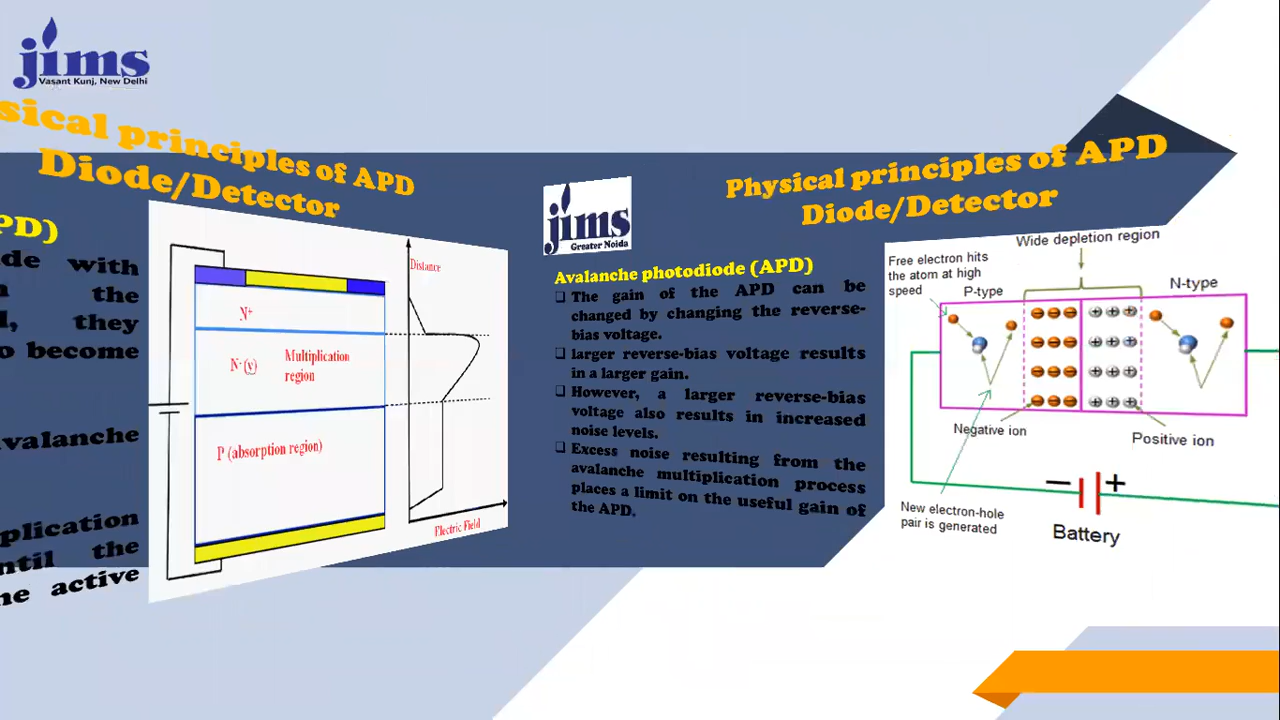 jims
Vasant Kunj, New Delhi
sical principles of APD
Diode/Detector
PD)
de with
the
they
o become
avalanche
plication
until the
active
Distance
N+
N- (v)
Multiplication
region
P (absorption region)
Electric Field
jims
Greater Noida
Physical principles of APD
Diode/Detector
Avalanche photodiode (APD)
❑ The gain of the APD can be
changed by changing the reverse-
bias voltage.
❑ larger reverse-bias voltage results
in a larger gain.
❑ However, a larger reverse-bias
voltage also results in increased
noise levels.
❑ Excess noise resulting from the
avalanche multiplication process
places a limit on the useful gain of
the APD.
Wide depletion region
Free electron hits
the atom at high
speed
P-type
N-type
Negative ion
Positive ion
New electron-hole
pair is generated
− +
Battery